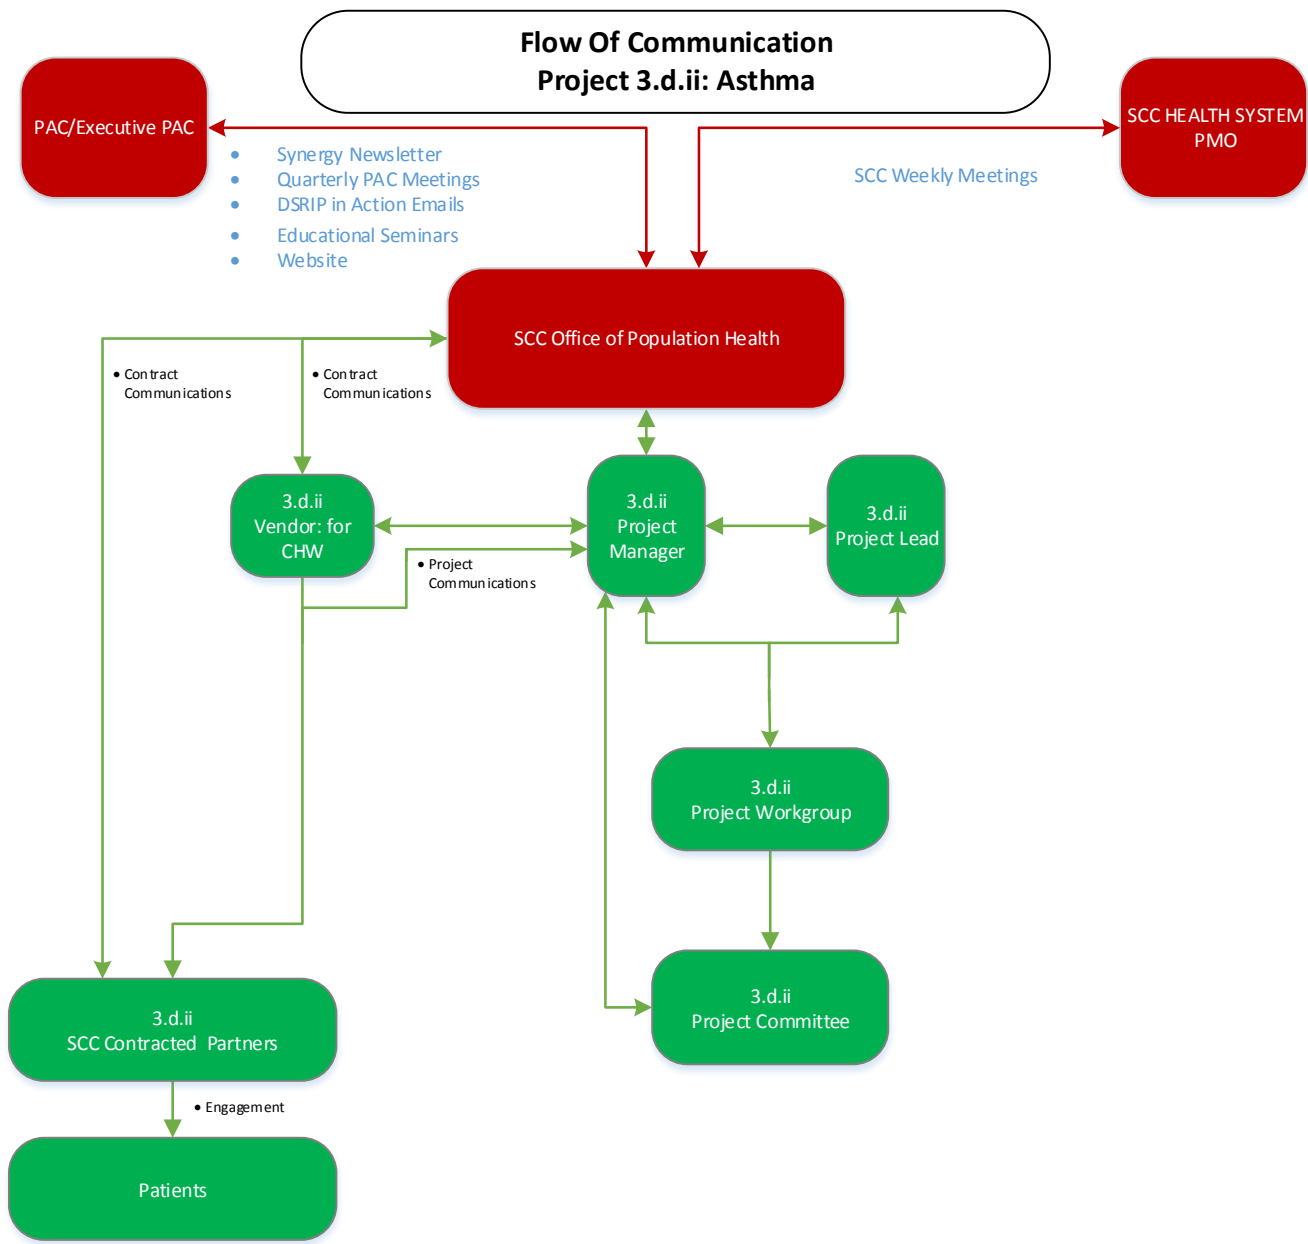 Flow Of Communication
Project 3.d.ii: Asthma
PAC/Executive PAC
SCC HEALTH SYSTEM
PMO
• Synergy Newsletter
• Quarterly PAC Meetings
• DSRIP in Action Emails
• Educational Seminars
• Website
SCC Weekly Meetings
SCC Office of Population Health
• Contract
Communications
• Contract
Communications
3.d.ii
Vendor: for
CHW
3.d.ii
Project
Manager
3.d.ii
Project Lead
• Project
Communications
3.d.ii
Project Workgroup
3.d.ii
Project Committee
3.d.ii
SCC Contracted Partners
• Engagement
Patients